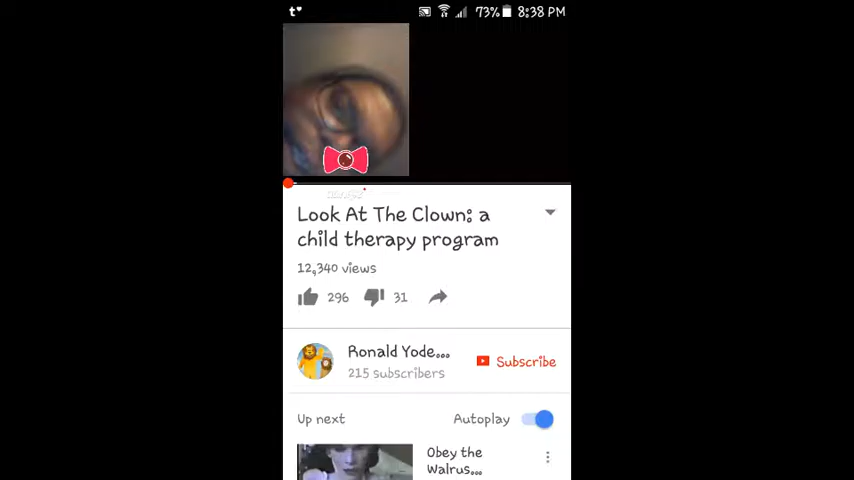 t♥ 73% 8:38 PM
Look At The Clown: a
child therapy program
12,340 views
296 31
Ronald Yode... Subscribe
215 subscribers
Up next Autoplay
Obey the
Walrus...